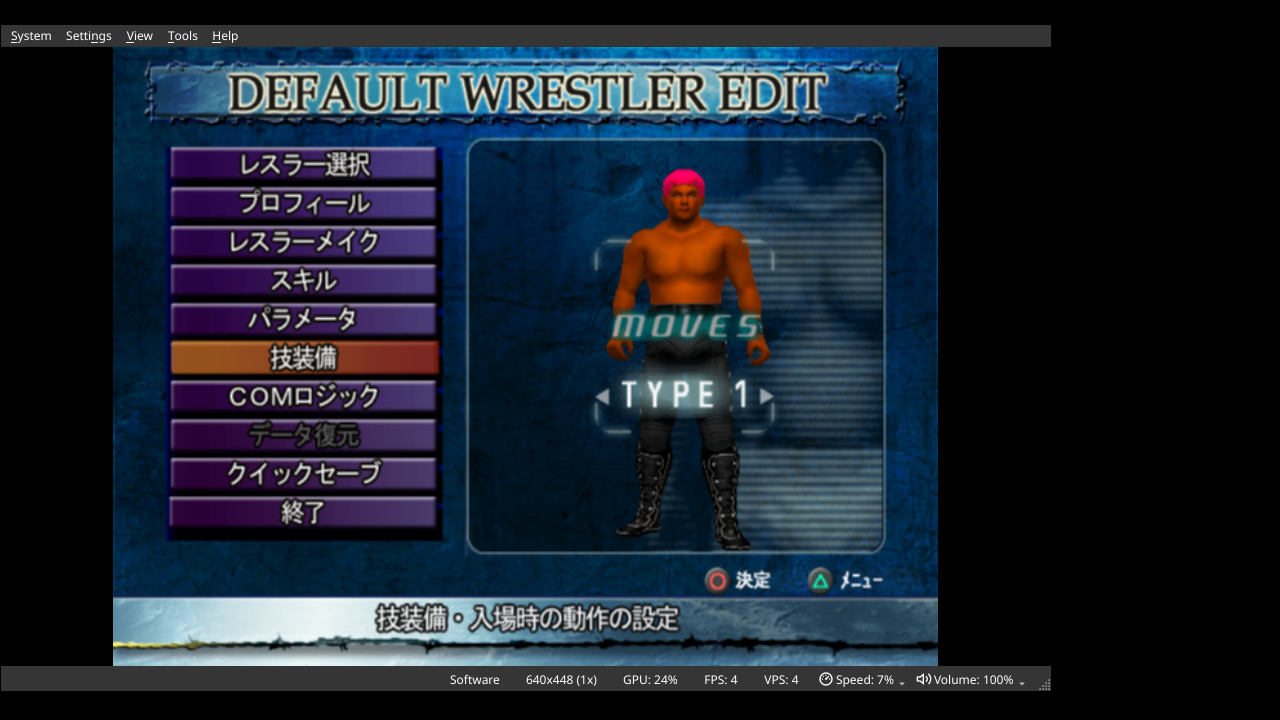 System Settings View Tools Help
DEFAULT WRESTLER EDIT
レスラー選択
プロフィール
レスラーメイク
スキル
パラメータ
技装備
COMロジック
データ復元
クイックセーブ
終了
MOVES
TYPE 1
決定 メニュー
技装備・入場時の動作の設定
Software 640x448 (1x) GPU: 24% FPS: 4 VPS: 4 Speed: 7% Volume: 100%